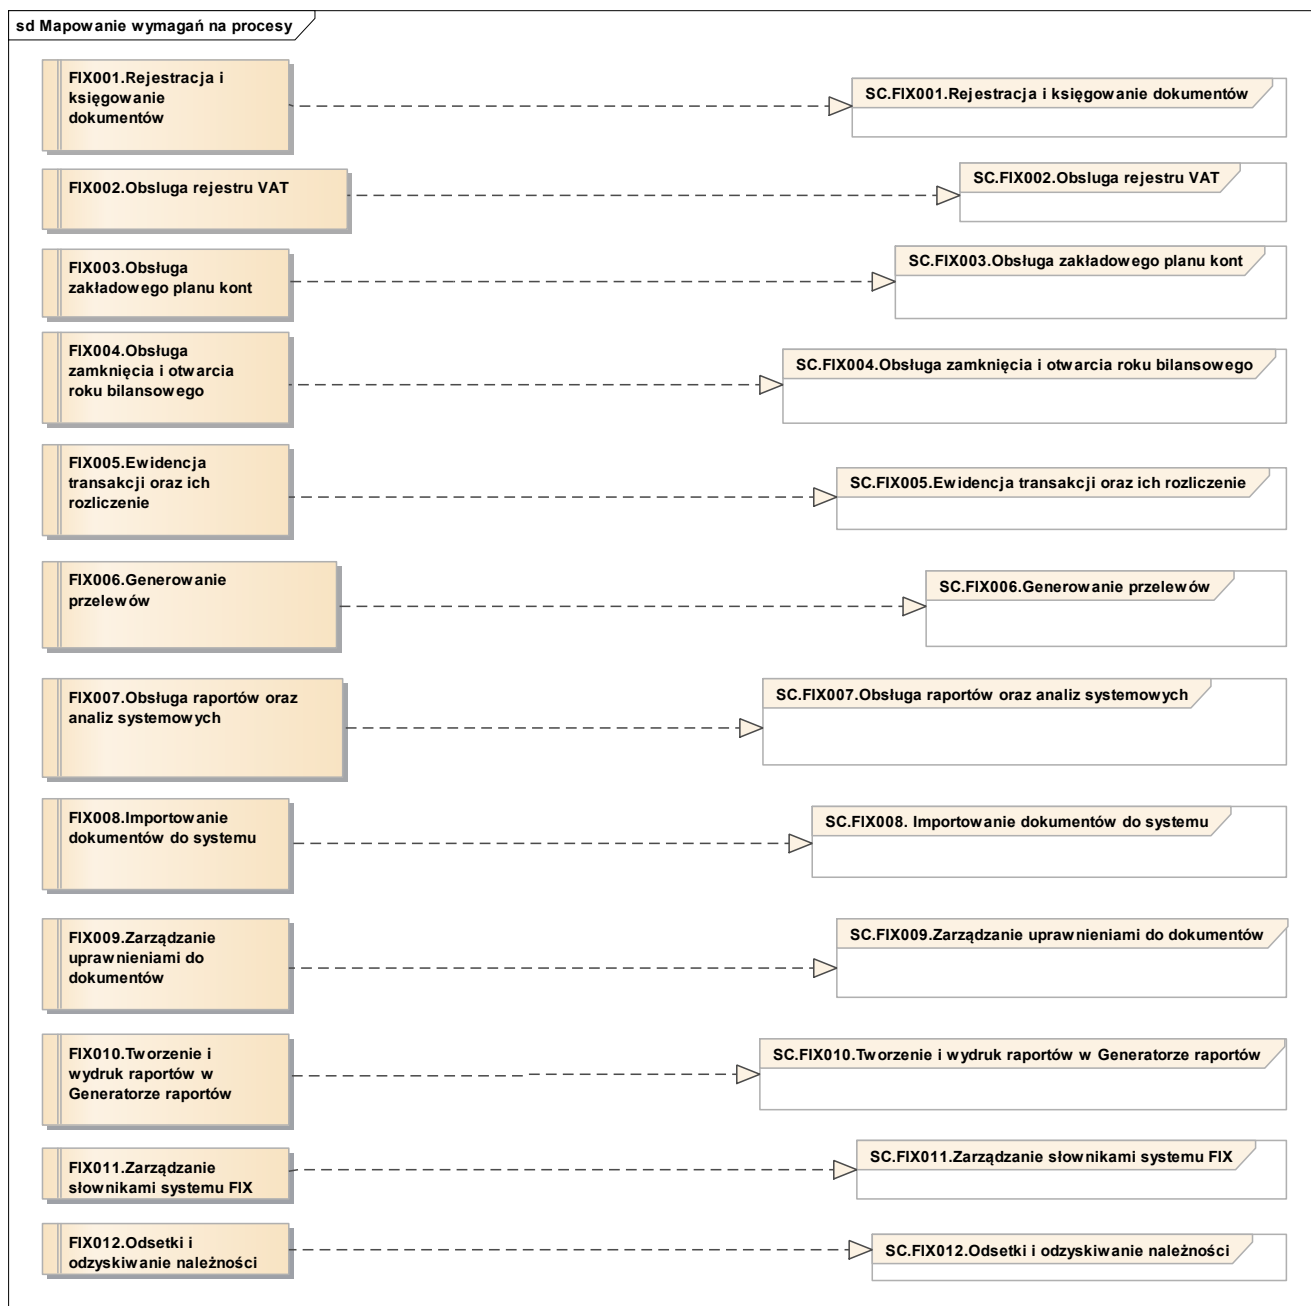 sd Mapowanie wymagań na procesy
FIX001.Rejestracja i
księgowanie
dokumentów
SC.FIX001.Rejestracja i księgowanie dokumentów
FIX002.Obsluga rejestru VAT
SC.FIX002.Obsluga rejestru VAT
FIX003.Obsługa
zakładowego planu kont
SC.FIX003.Obsługa zakładowego planu kont
FIX004.Obsługa
zamknięcia i otwarcia
roku bilansowego
SC.FIX004.Obsługa zamknięcia i otwarcia roku bilansowego
FIX005.Ewidencja
transakcji oraz ich
rozliczenie
SC.FIX005.Ewidencja transakcji oraz ich rozliczenie
FIX006.Generowanie
przelewów
SC.FIX006.Generowanie przelewów
FIX007.Obsługa raportów oraz
analiz systemowych
SC.FIX007.Obsługa raportów oraz analiz systemowych
FIX008.Importowanie
dokumentów do systemu
SC.FIX008. Importowanie dokumentów do systemu
FIX009.Zarządzanie
uprawnieniami do
dokumentów
SC.FIX009.Zarządzanie uprawnieniami do dokumentów
FIX010.Tworzenie i
wydruk raportów w
Generatorze raportów
SC.FIX010.Tworzenie i wydruk raportów w Generatorze raportów
FIX011.Zarządzanie
słownikami systemu FIX
SC.FIX011.Zarządzanie słownikami systemu FIX
FIX012.Odsetki i
odzyskiwanie należności
SC.FIX012.Odsetki i odzyskiwanie należności